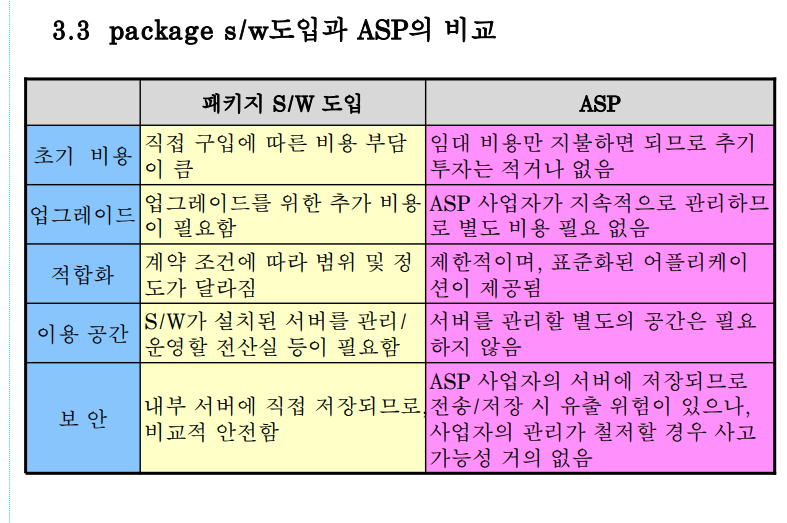 3.3 package s/w도입과 ASP의 비교
패키지 S/W 도입
ASP
초기 비용
직접 구입에 따른 비용 부담
이 큼
임대 비용만 지불하면 되므로 추기
투자는 적거나 없음
업그레이드
업그레이드를 위한 추가 비용
이 필요함
ASP 사업자가 지속적으로 관리하므
로 별도 비용 필요 없음
적합화
계약 조건에 따라 범위 및 정
도가 달라짐
제한적이며, 표준화된 어플리케이
션이 제공됨
이용 공간
S/W가 설치된 서버를 관리/
운영할 전산실 등이 필요함
서버를 관리할 별도의 공간은 필요
하지 않음
보 안
내부 서버에 직접 저장되므로,
비교적 안전함
ASP 사업자의 서버에 저장되므로
전송/저장 시 유출 위험이 있으나,
사업자의 관리가 철저할 경우 사고
가능성 거의 없음